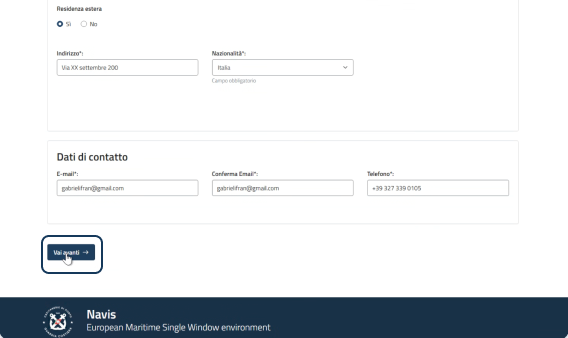 Residenza estera
Sì No
Indirizzo*: Nazionalità*:
Via XX settembre 200 Italia
Campo obbligatorio
Dati di contatto
E-mail*: Conferma Email*: Telefono*:
gabrielifran@gmail.com gabrielifran@gmail.com +39 327 339 0105
Vai avanti →
Navis
European Maritime Single Window environment